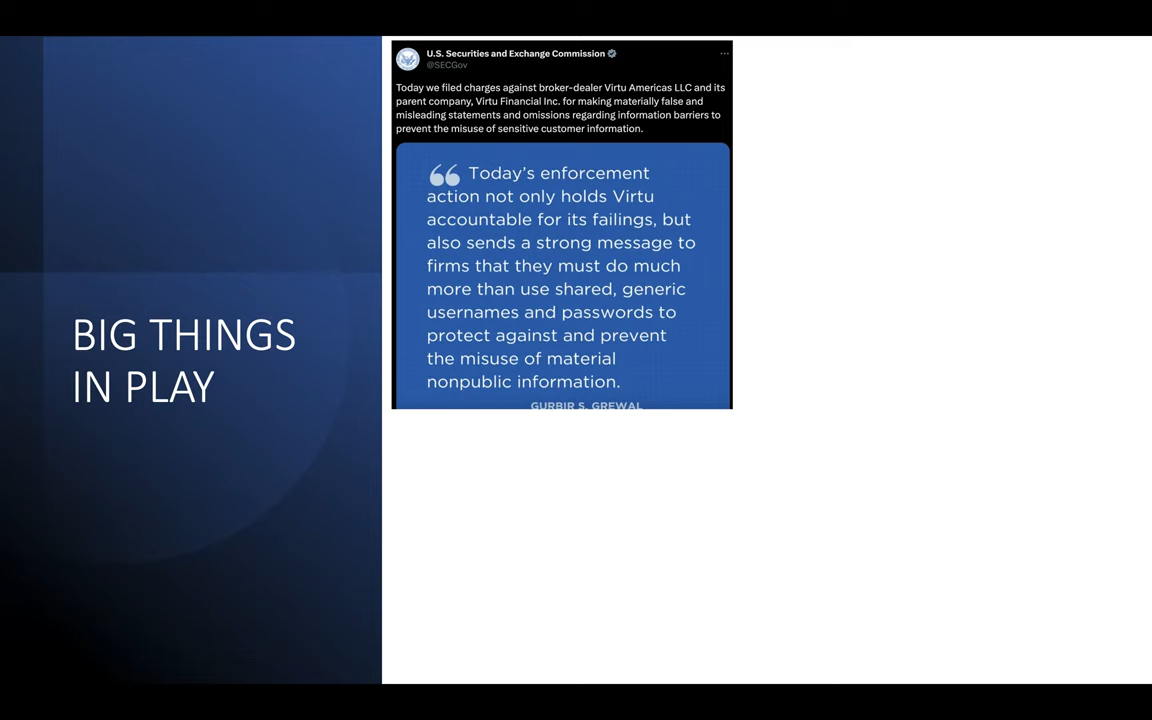 BIG THINGS
IN PLAY
U.S. Securities and Exchange Commission
@SECGov
Today we filed charges against broker-dealer Virtu Americas LLC and its
parent company, Virtu Financial Inc. for making materially false and
misleading statements and omissions regarding information barriers to
prevent the misuse of sensitive customer information.
“ Today’s enforcement
action not only holds Virtu
accountable for its failings, but
also sends a strong message to
firms that they must do much
more than use shared, generic
usernames and passwords to
protect against and prevent
the misuse of material
nonpublic information.
GURBIR S. GREWAL